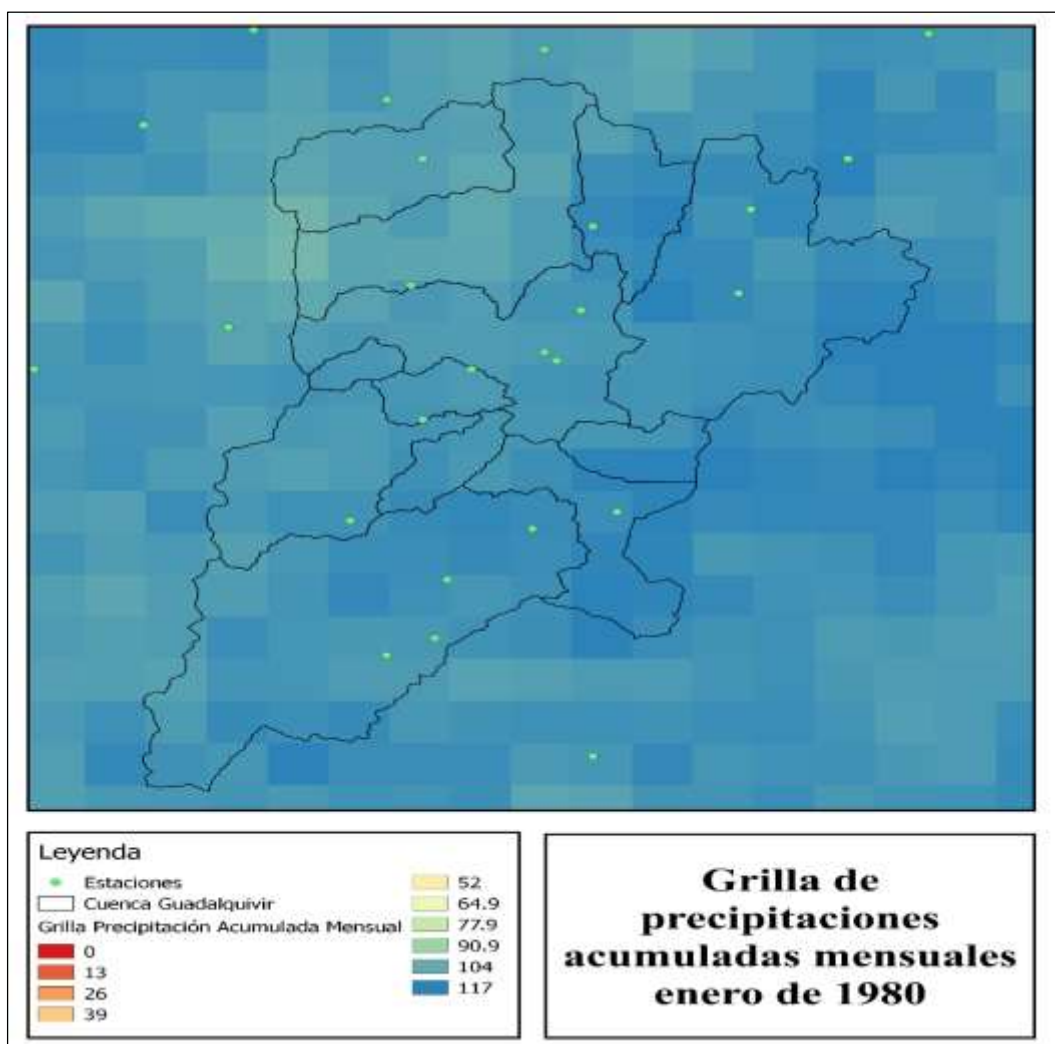 Leyenda
Estaciones
Cuenca Guadalquivir
Grilla Precipitación Acumulada Mensual
0
13
26
39
52
64.9
77.9
90.9
104
117
Grilla de
precipitaciones
acumuladas mensuales
enero de 1980